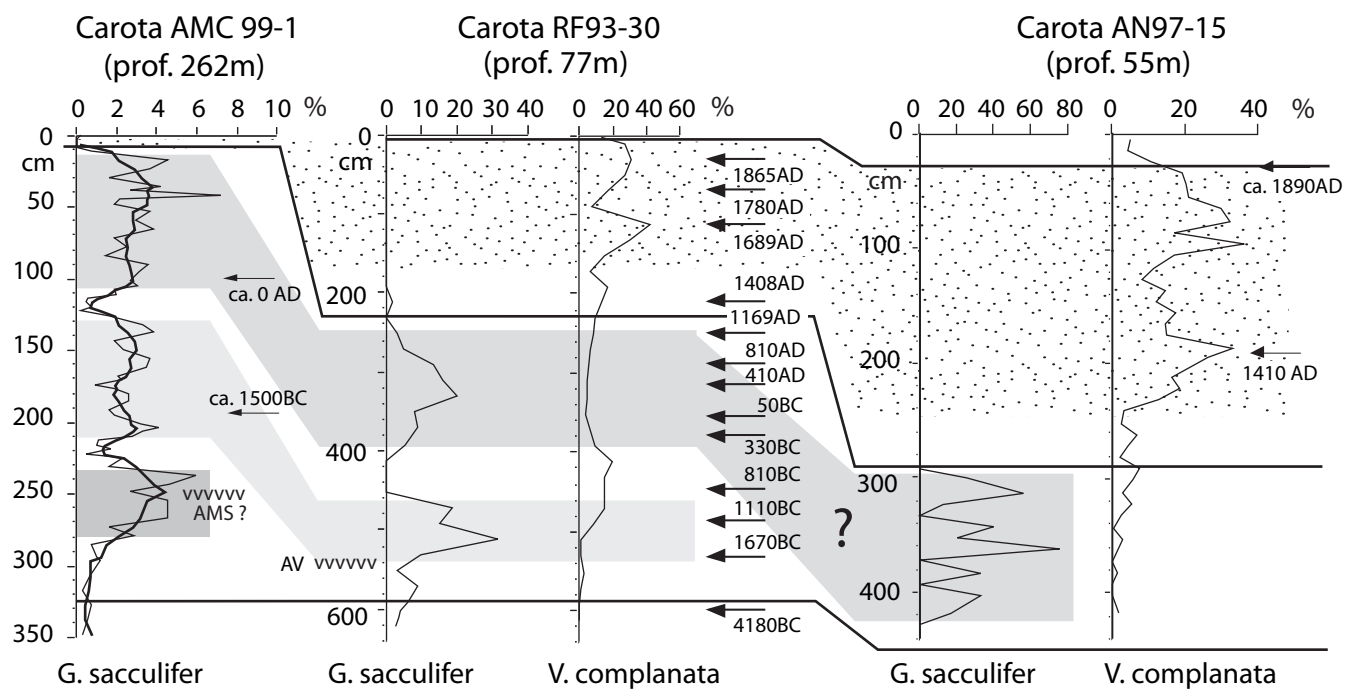 Carota AMC 99-1
(prof. 262m)
Carota RF93-30
(prof. 77m)
Carota AN97-15
(prof. 55m)
0 2 4 6 8 10 %
0 10 20 30 40
0 20 40 60 %
0 20 40 60 80
0 20 40 %
0
cm
50
100
150
200
250
300
350
ca. 0 AD
ca. 1500BC
vvvvvv
AMS ?
0
cm
200
400
600
AV vvvvvv
1865AD
1780AD
1689AD
1408AD
1169AD
810AD
410AD
50BC
330BC
810BC
1110BC
1670BC
4180BC
?
0
cm
100
200
300
400
ca. 1890AD
1410 AD
G. sacculifer
G. sacculifer
V. complanata
G. sacculifer
V. complanata